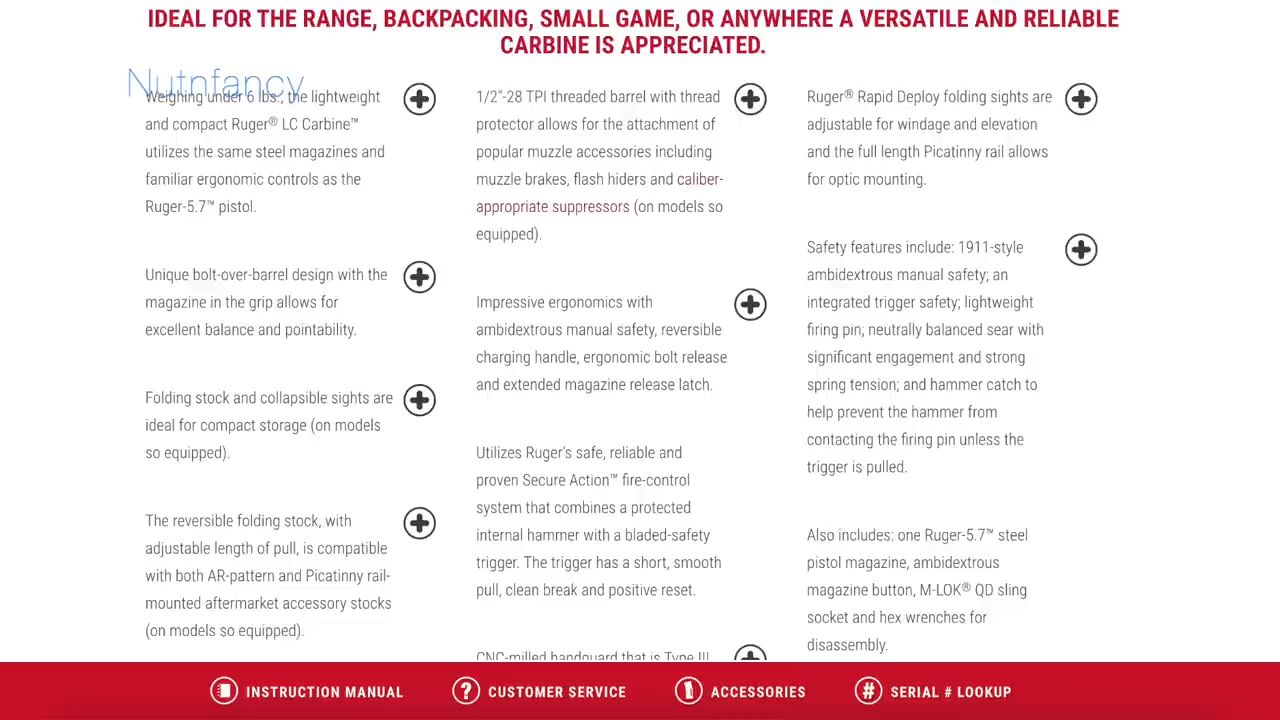 IDEAL FOR THE RANGE, BACKPACKING, SMALL GAME, OR ANYWHERE A VERSATILE AND RELIABLE
CARBINE IS APPRECIATED.
Nutnfancy
Weighing under 6 lbs., the lightweight
and compact Ruger® LC Carbine™
utilizes the same steel magazines and
familiar ergonomic controls as the
Ruger-5.7™ pistol.
Unique bolt-over-barrel design with the
magazine in the grip allows for
excellent balance and pointability.
Folding stock and collapsible sights are
ideal for compact storage (on models
so equipped).
The reversible folding stock, with
adjustable length of pull, is compatible
with both AR-pattern and Picatinny rail-
mounted aftermarket accessory stocks
(on models so equipped).
1/2"-28 TPI threaded barrel with thread
protector allows for the attachment of
popular muzzle accessories including
muzzle brakes, flash hiders and caliber-
appropriate suppressors (on models so
equipped).
Impressive ergonomics with
ambidextrous manual safety, reversible
charging handle, ergonomic bolt release
and extended magazine release latch.
Utilizes Ruger's safe, reliable and
proven Secure Action™ fire-control
system that combines a protected
internal hammer with a bladed-safety
trigger. The trigger has a short, smooth
pull, clean break and positive reset.
CNC-milled handguard that is Type III
Ruger® Rapid Deploy folding sights are
adjustable for windage and elevation
and the full length Picatinny rail allows
for optic mounting.
Safety features include: 1911-style
ambidextrous manual safety; an
integrated trigger safety; lightweight
firing pin; neutrally balanced sear with
significant engagement and strong
spring tension; and hammer catch to
help prevent the hammer from
contacting the firing pin unless the
trigger is pulled.
Also includes: one Ruger-5.7™ steel
pistol magazine, ambidextrous
magazine button, M-LOK® QD sling
socket and hex wrenches for
disassembly.
INSTRUCTION MANUAL
? CUSTOMER SERVICE
ACCESSORIES
# SERIAL # LOOKUP